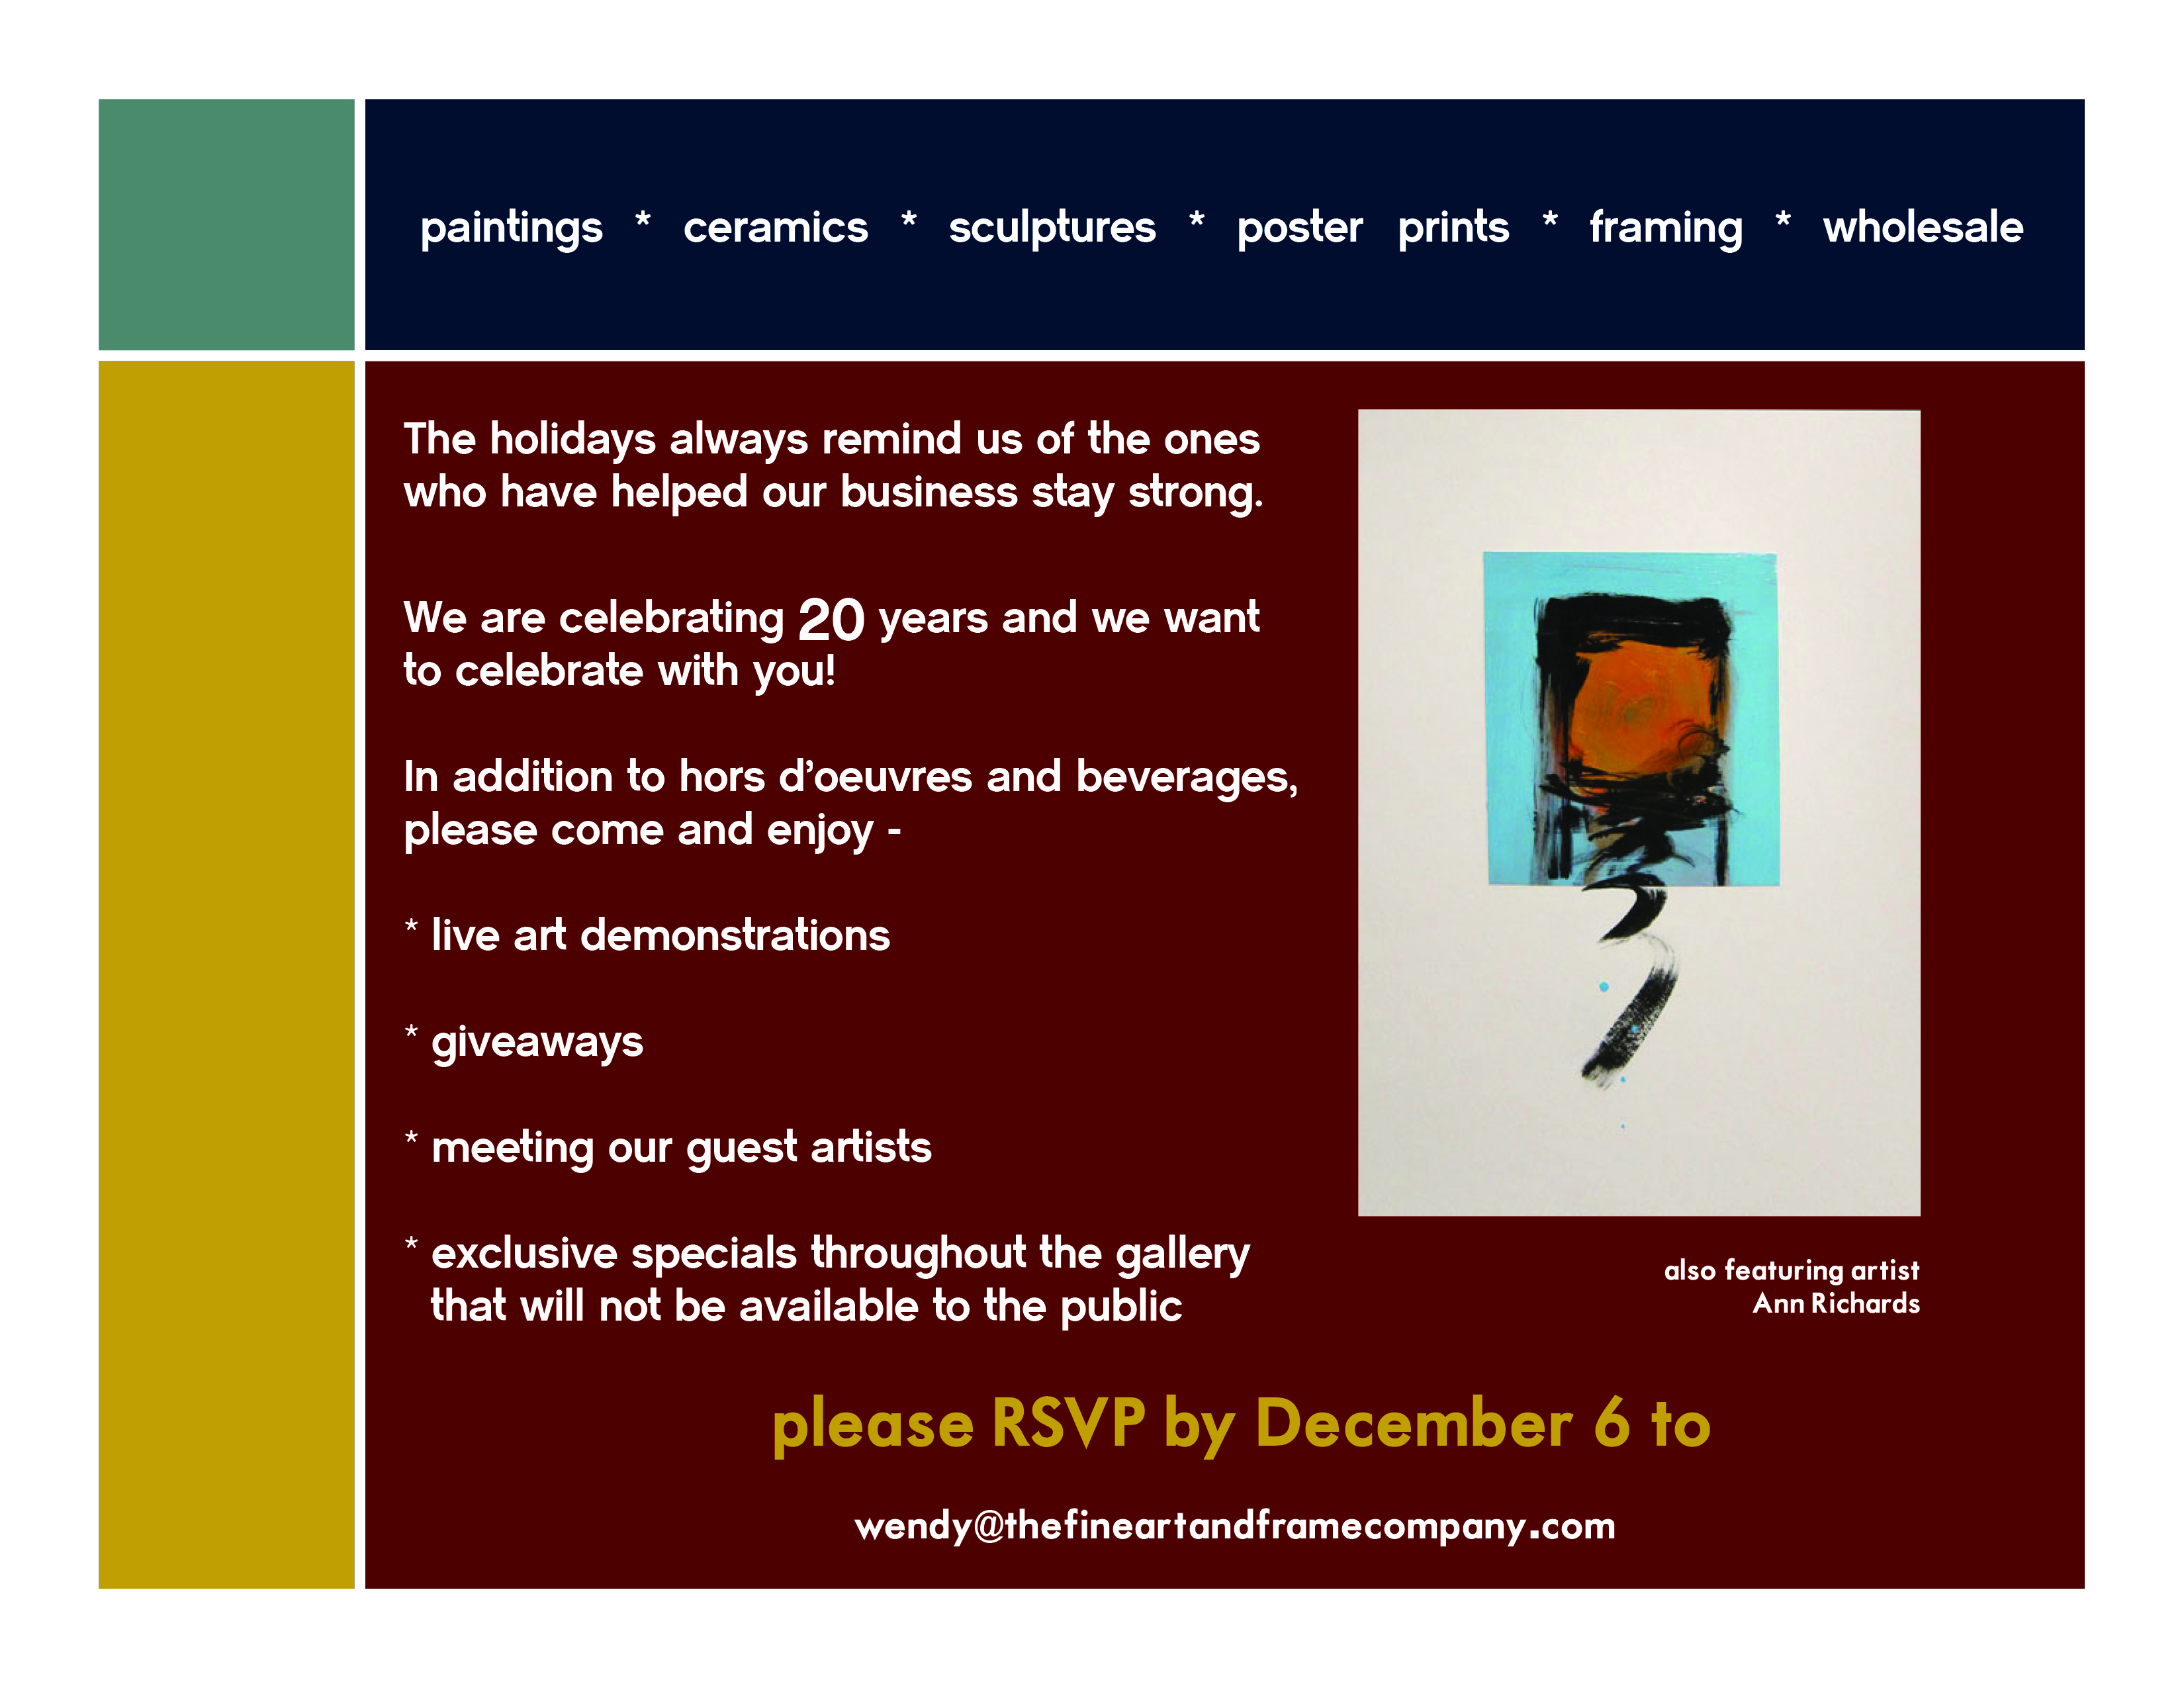 paintings * ceramics * sculptures * poster prints * framing * wholesale
The holidays always remind us of the ones
who have helped our business stay strong.
We are celebrating 20 years and we want
to celebrate with you!
In addition to hors d’oeuvres and beverages,
please come and enjoy -
* live art demonstrations
* giveaways
* meeting our guest artists
* exclusive specials throughout the gallery
that will not be available to the public
also featuring artist
Ann Richards
please RSVP by December 6 to
wendy@thefineartandframecompany.com